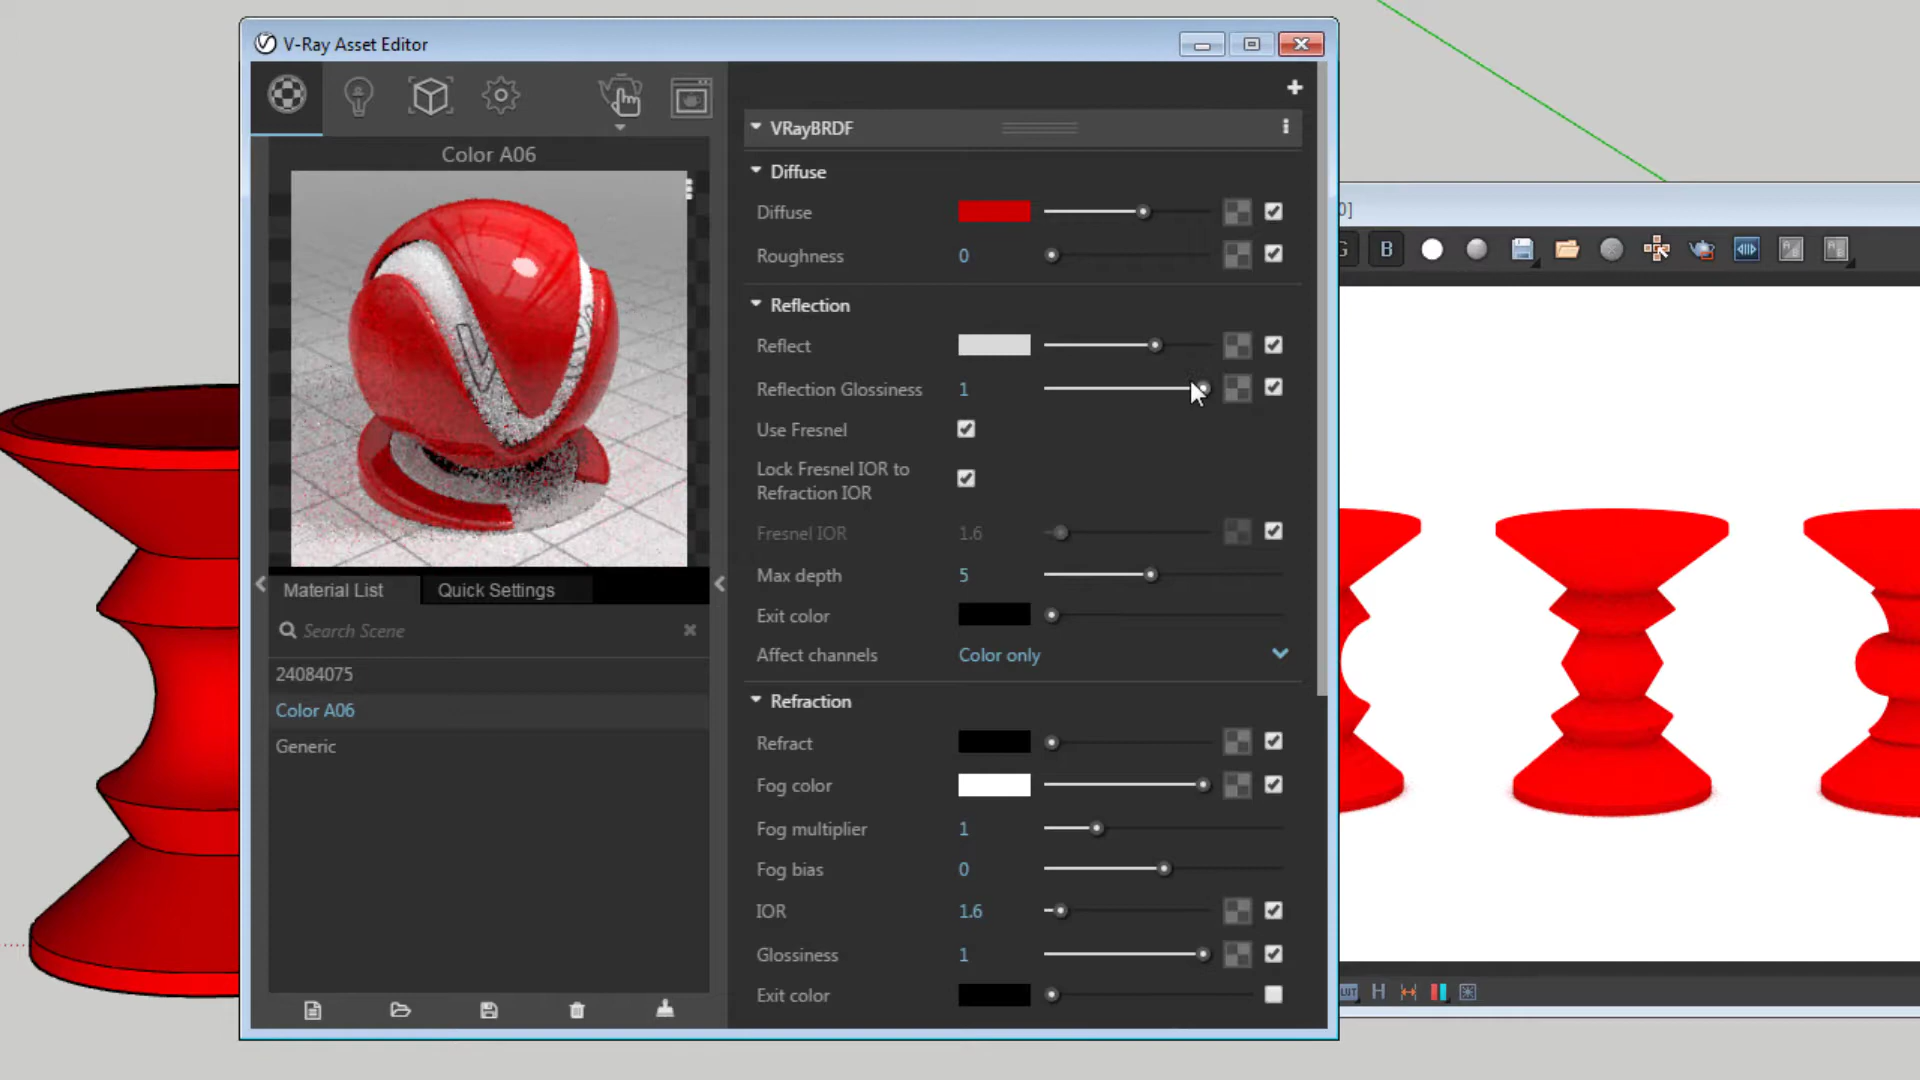 V-Ray Asset Editor
Color A06
Material List
Quick Settings
Search Scene
24084075
Color A06
Generic
VRayBRDF
Diffuse
Diffuse
Roughness 0
Reflection
Reflect
Reflection Glossiness 1
Use Fresnel
Lock Fresnel IOR to
Refraction IOR
Fresnel IOR 1.6
Max depth 5
Exit color
Affect channels Color only
Refraction
Refract
Fog color
Fog multiplier 1
Fog bias 0
IOR 1.6
Glossiness 1
Exit color
0]
G B
LUT H